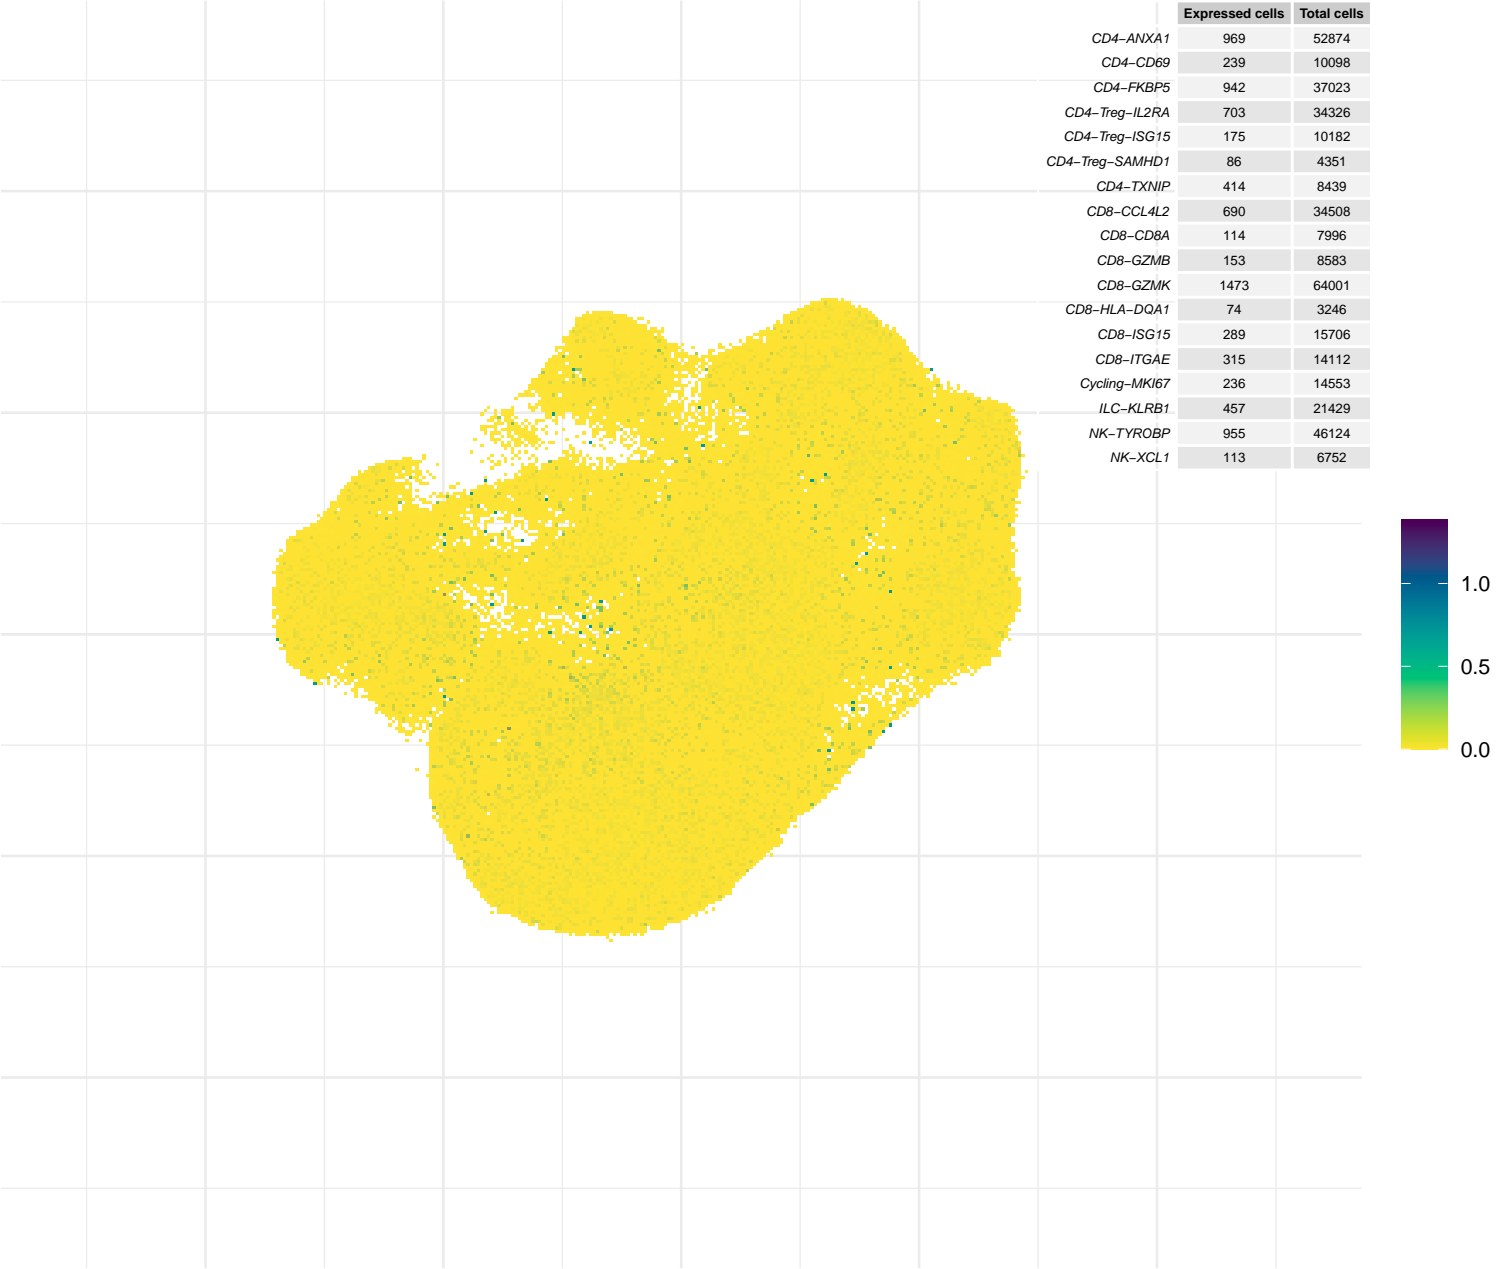 Expressed cells Total cells
CD4−ANXA1 969 52874
CD4−CD69 239 10098
CD4−FKBP5 942 37023
CD4−Treg−IL2RA 703 34326
CD4−Treg−ISG15 175 10182
CD4−Treg−SAMHD1 86 4351
CD4−TXNIP 414 8439
CD8−CCL4L2 690 34508
CD8−CD8A 114 7996
CD8−GZMB 153 8583
CD8−GZMK 1473 64001
CD8−HLA−DQA1 74 3246
CD8−ISG15 289 15706
CD8−ITGAE 315 14112
Cycling−MKI67 236 14553
ILC−KLRB1 457 21429
NK−TYROBP 955 46124
NK−XCL1 113 6752
1.0
0.5
0.0